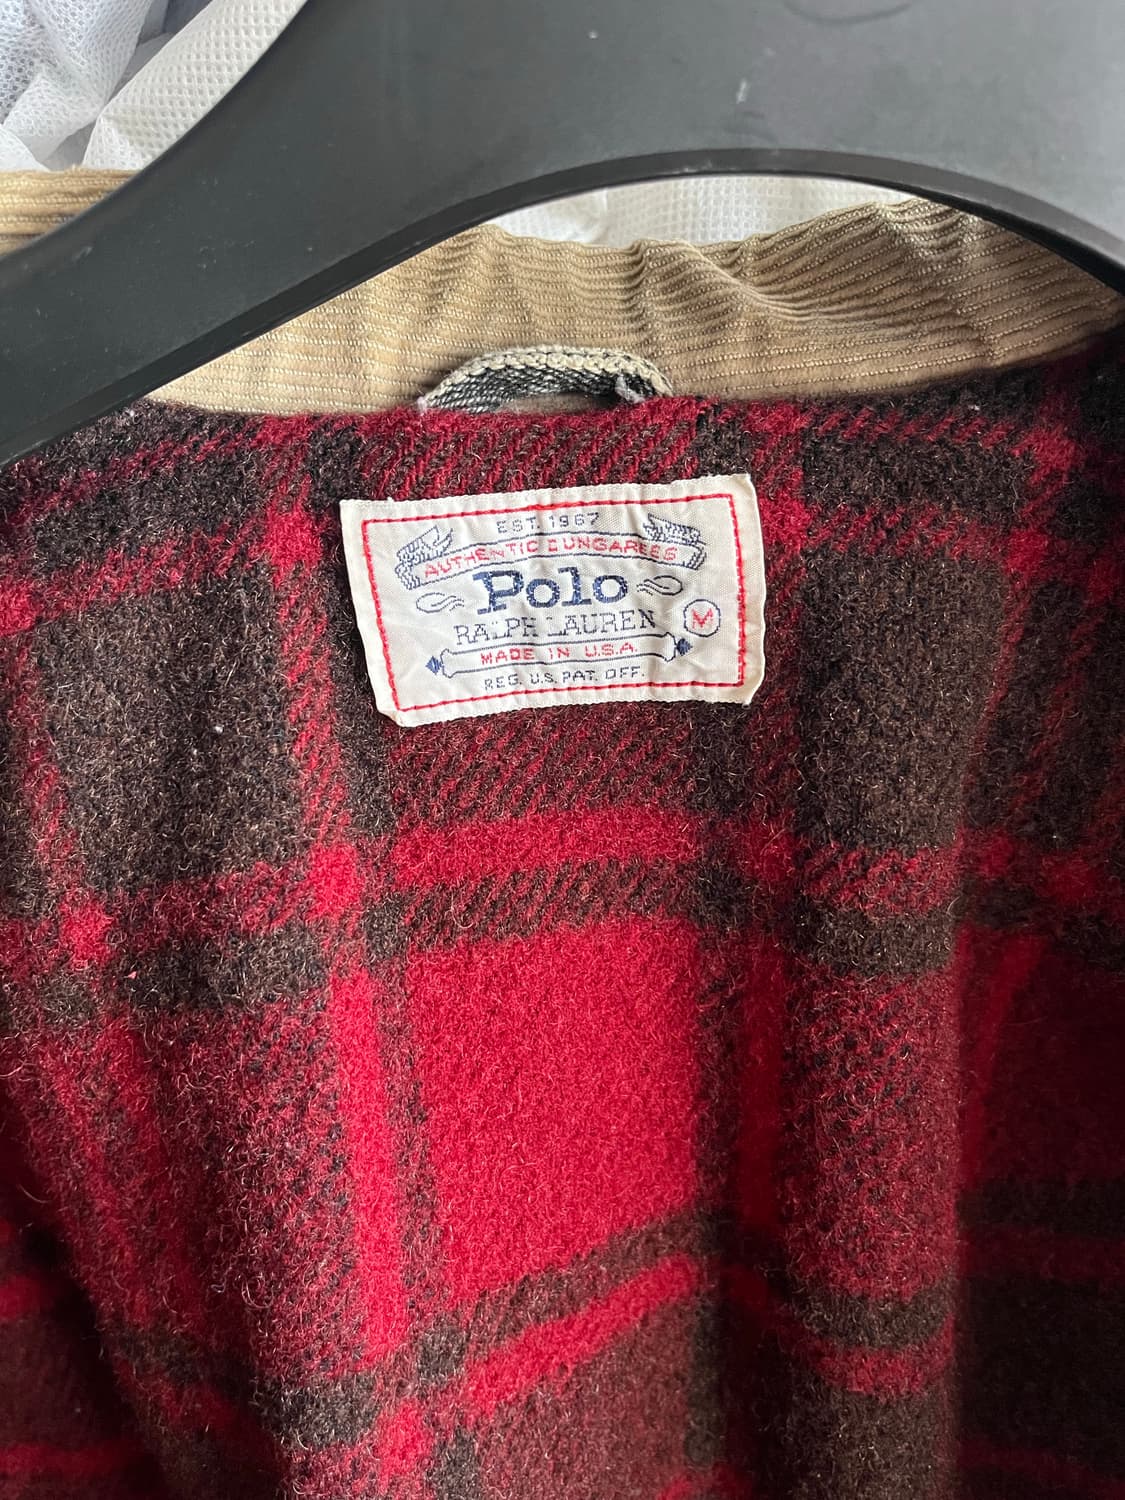 EST. 1967
AUTHENTIC DUNGAREES
Polo
RALPH LAUREN
M
MADE IN U.S.A.
REG. U.S. PAT. OFF.